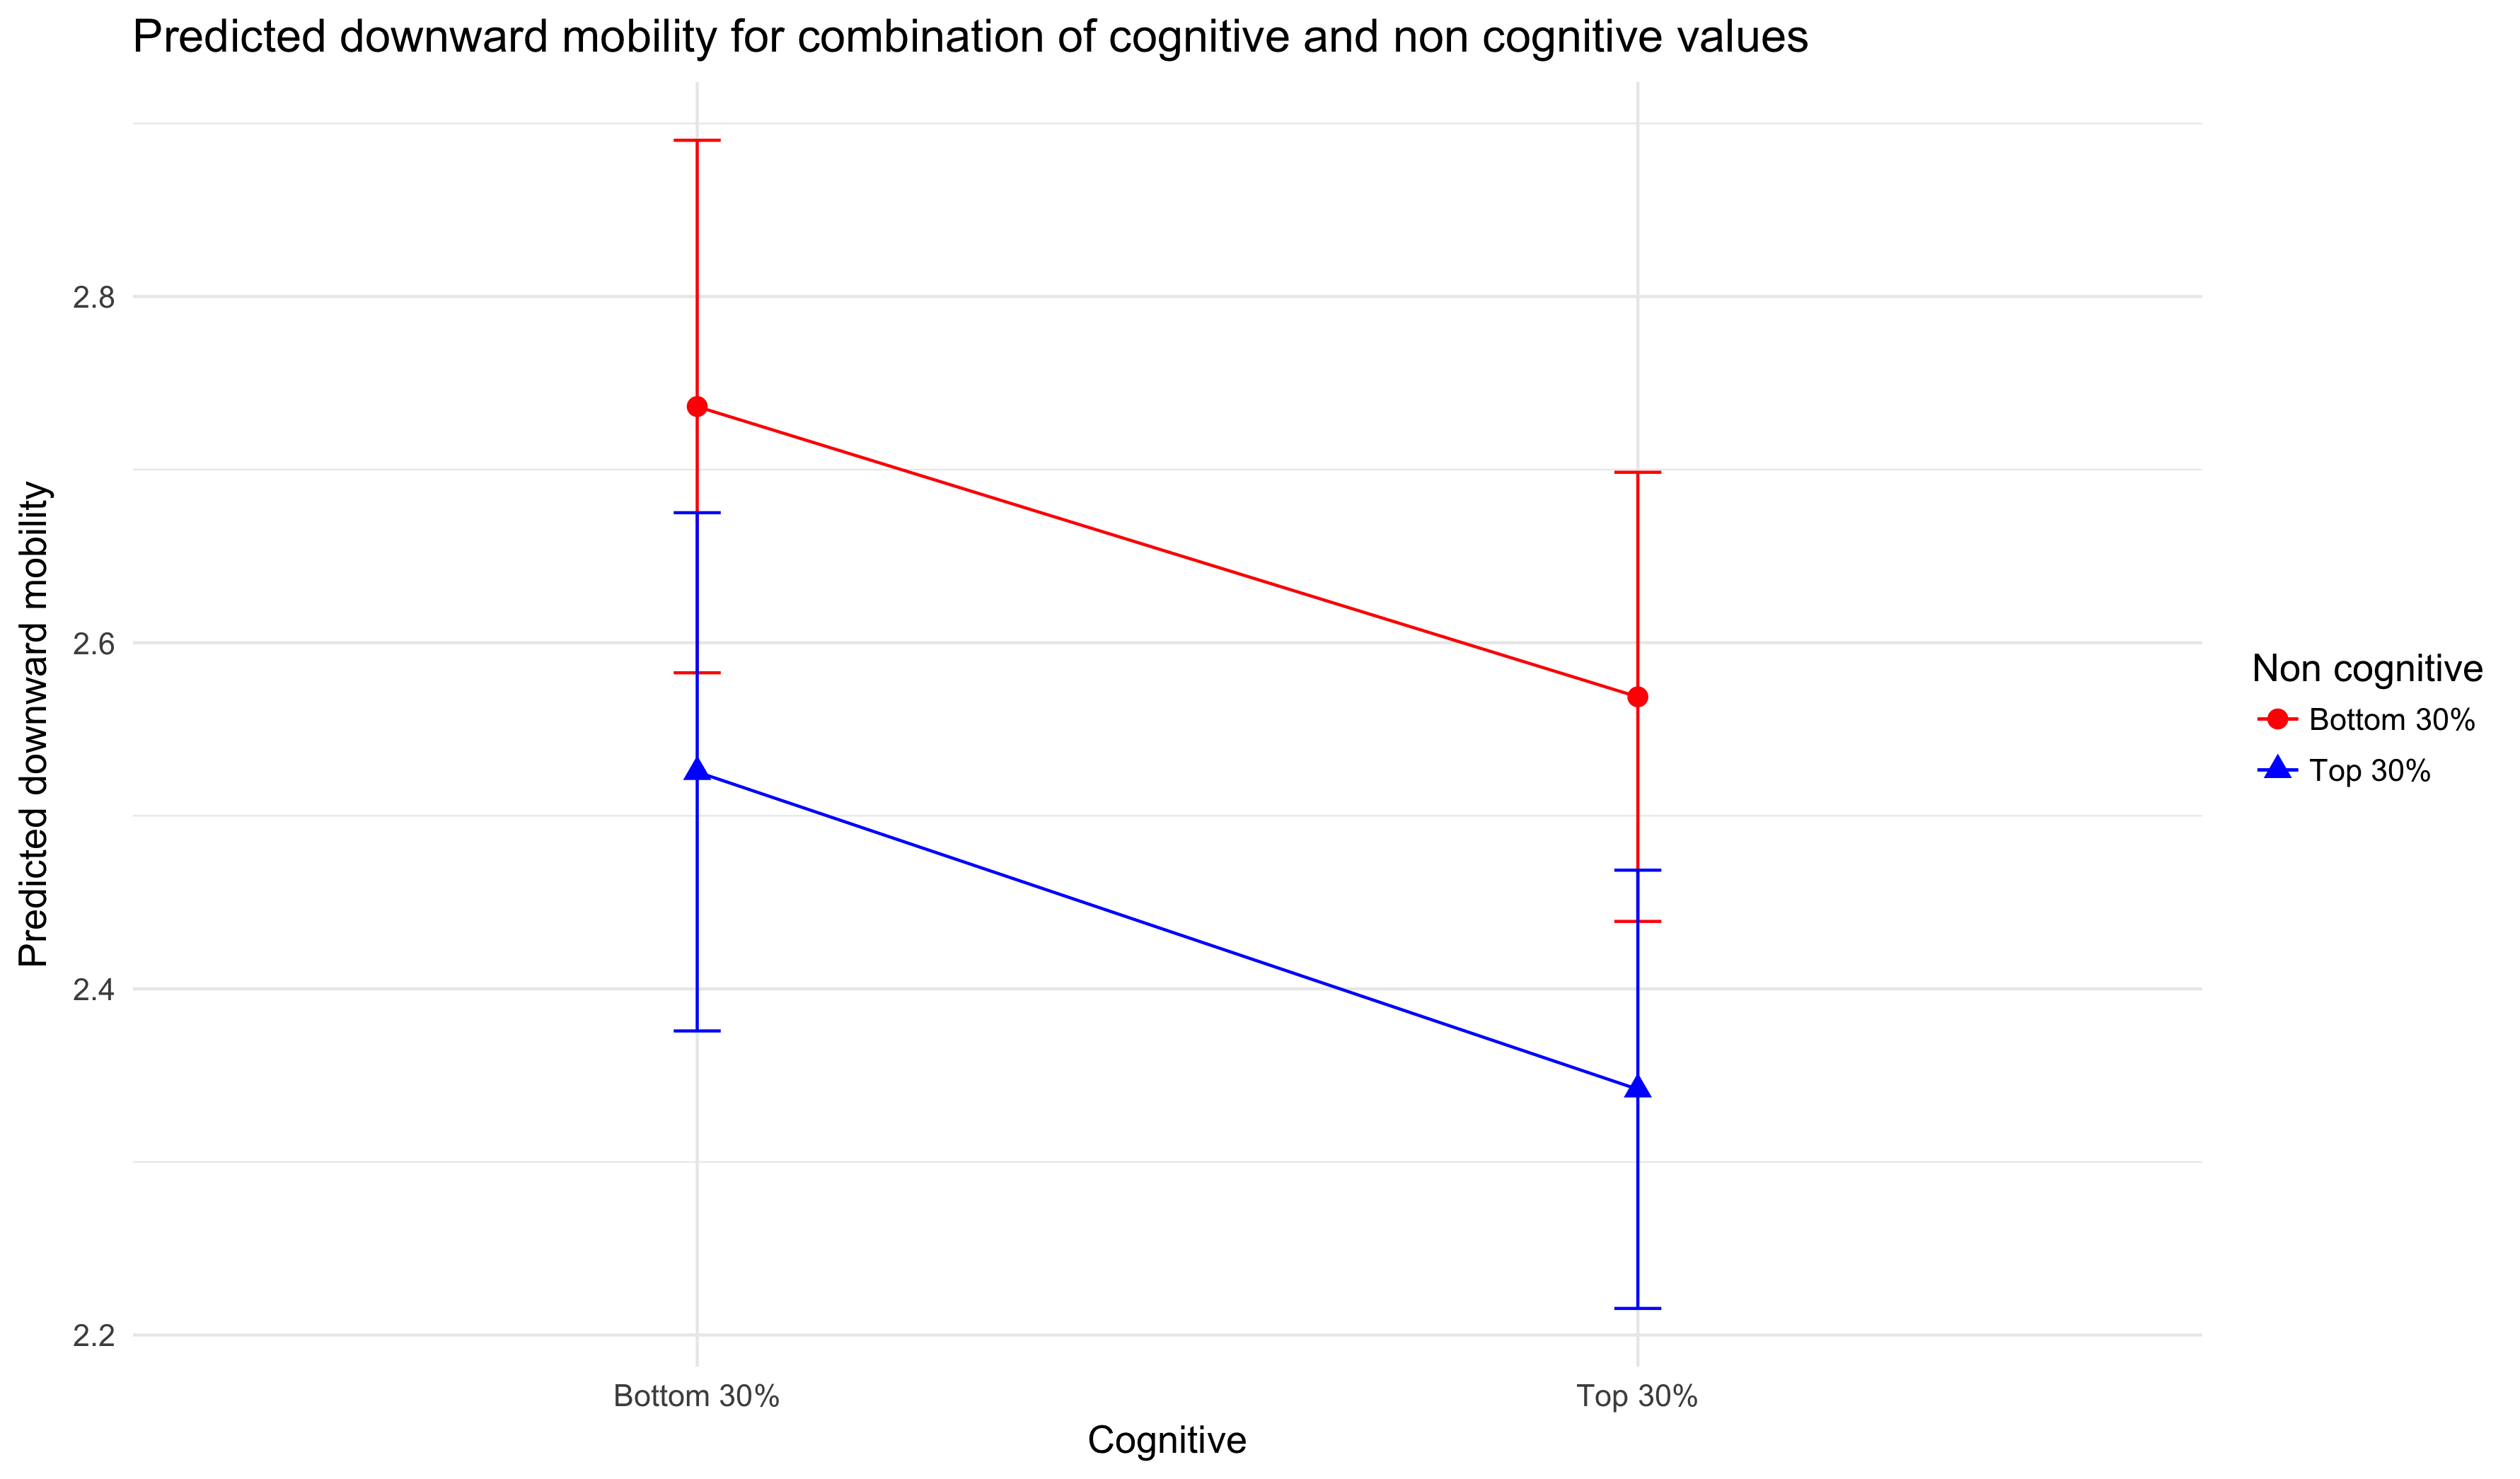 Predicted downward mobility for combination of cognitive and non cognitive values
Predicted downward mobility
2.8
2.6
2.4
2.2
Bottom 30%
Top 30%
Cognitive
Non cognitive
Bottom 30%
Top 30%